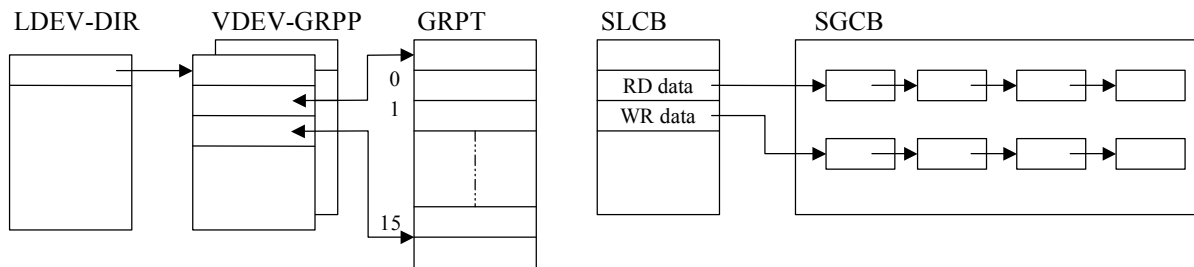 LDEV-DIR
VDEV-GRPP
GRPT
SLCB
SGCB
0
RD data
1
WR data
15